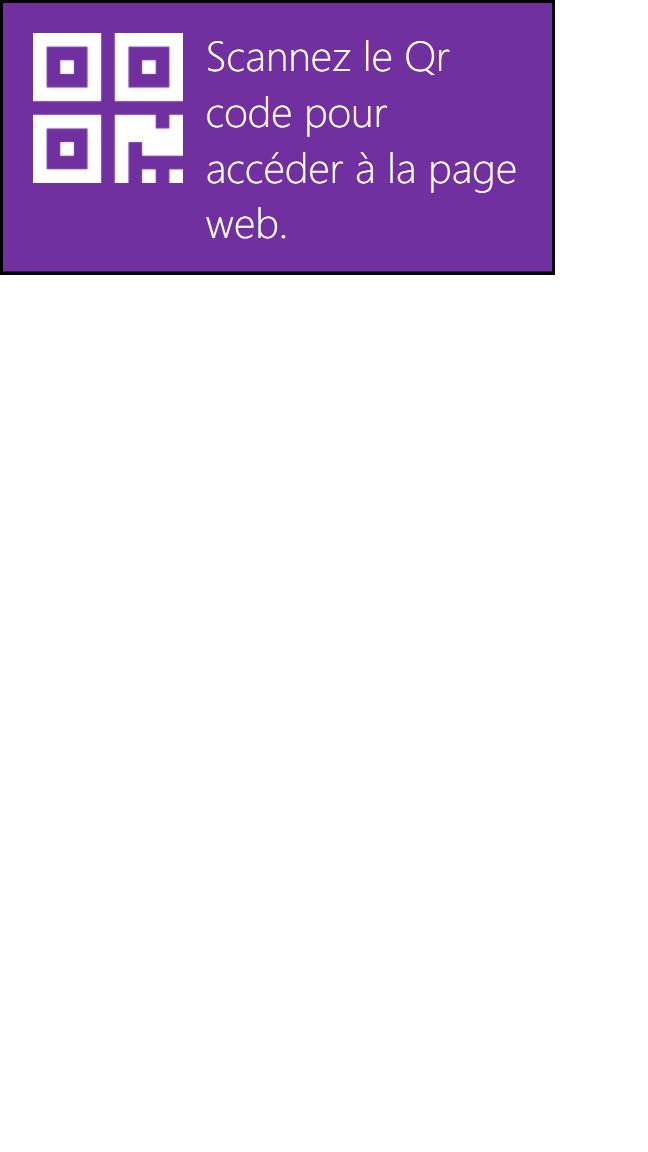 Scannez le Qr
code pour
accéder à la page
web.